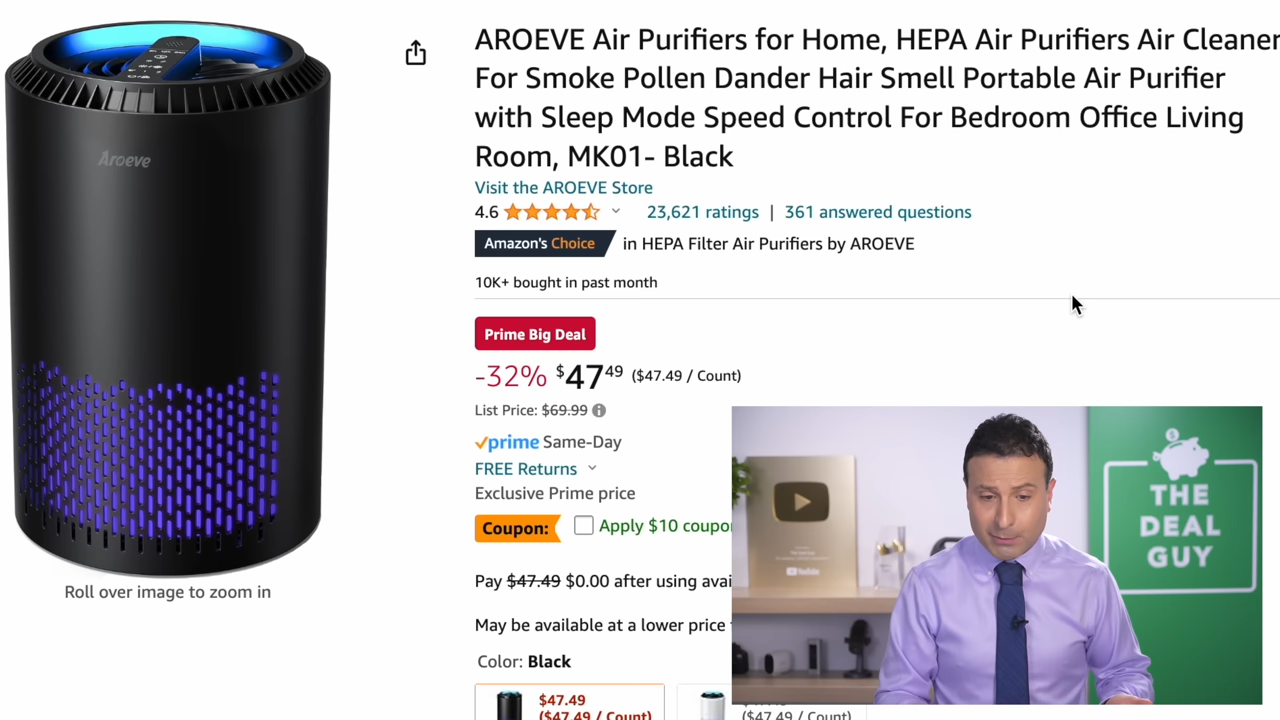 AROEVE Air Purifiers for Home, HEPA Air Purifiers Air Cleaner
For Smoke Pollen Dander Hair Smell Portable Air Purifier
with Sleep Mode Speed Control For Bedroom Office Living
Room, MK01- Black
Visit the AROEVE Store
4.6
23,621 ratings | 361 answered questions
Amazon's Choice in HEPA Filter Air Purifiers by AROEVE
10K+ bought in past month
Prime Big Deal
-32% $47 49 ($47.49 / Count)
List Price: $69.99
prime Same-Day
FREE Returns
Exclusive Prime price
Coupon: Apply $10 coupo
Pay $47.49 $0.00 after using avai
May be available at a lower price
Color: Black
$47.49
($47.49 / Count)
($47.49 / Count)
Aroeve
Roll over image to zoom in
THE
DEAL
GUY
YouTube